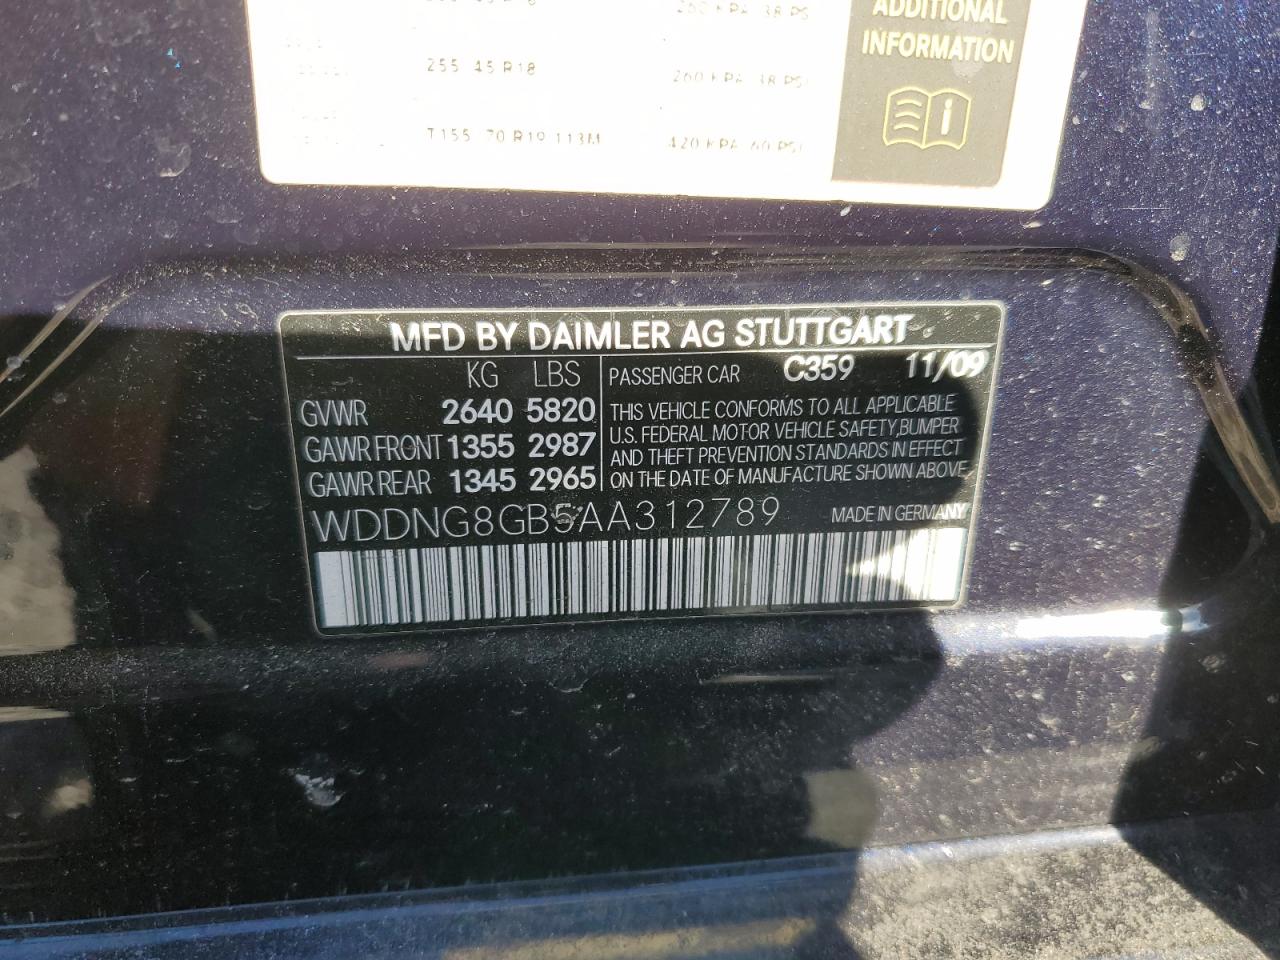 ADDITIONAL
INFORMATION
255 45 R18
260 KPA 38 PSI
T155 70 R19 113M
420 KPA 60 PSI
MFD BY DAIMLER AG STUTTGART
KG LBS
GVWR 2640 5820
GAWR FRONT 1355 2987
GAWR REAR 1345 2965
PASSENGER CAR C359 11/09
THIS VEHICLE CONFORMS TO ALL APPLICABLE
U.S. FEDERAL MOTOR VEHICLE SAFETY,BUMPER
AND THEFT PREVENTION STANDARDS IN EFFECT
ON THE DATE OF MANUFACTURE SHOWN ABOVE
WDDNG8GB5AA312789
MADE IN GERMANY